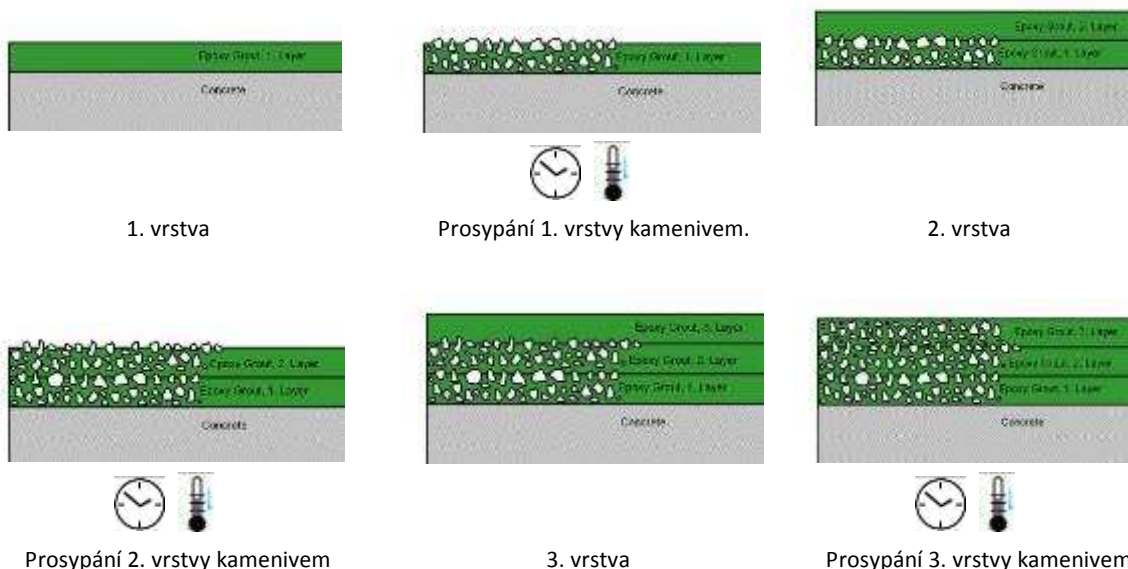 Epoxy Grout, 1. Layer
Concrete
Epoxy Grout, 1. Layer
Concrete
Epoxy Grout, 2. Layer
Epoxy Grout, 1. Layer
Concrete
1. vrstva
Prosypání 1. vrstvy kamenivem.
2. vrstva
Epoxy Grout, 2. Layer
Epoxy Grout, 1. Layer
Concrete
Epoxy Grout, 3. Layer
Epoxy Grout, 2. Layer
Epoxy Grout, 1. Layer
Concrete
Epoxy Grout, 3. Layer
Epoxy Grout, 2. Layer
Epoxy Grout, 1. Layer
Concrete
Prosypání 2. vrstvy kamenivem
3. vrstva
Prosypání 3. vrstvy kamenivem